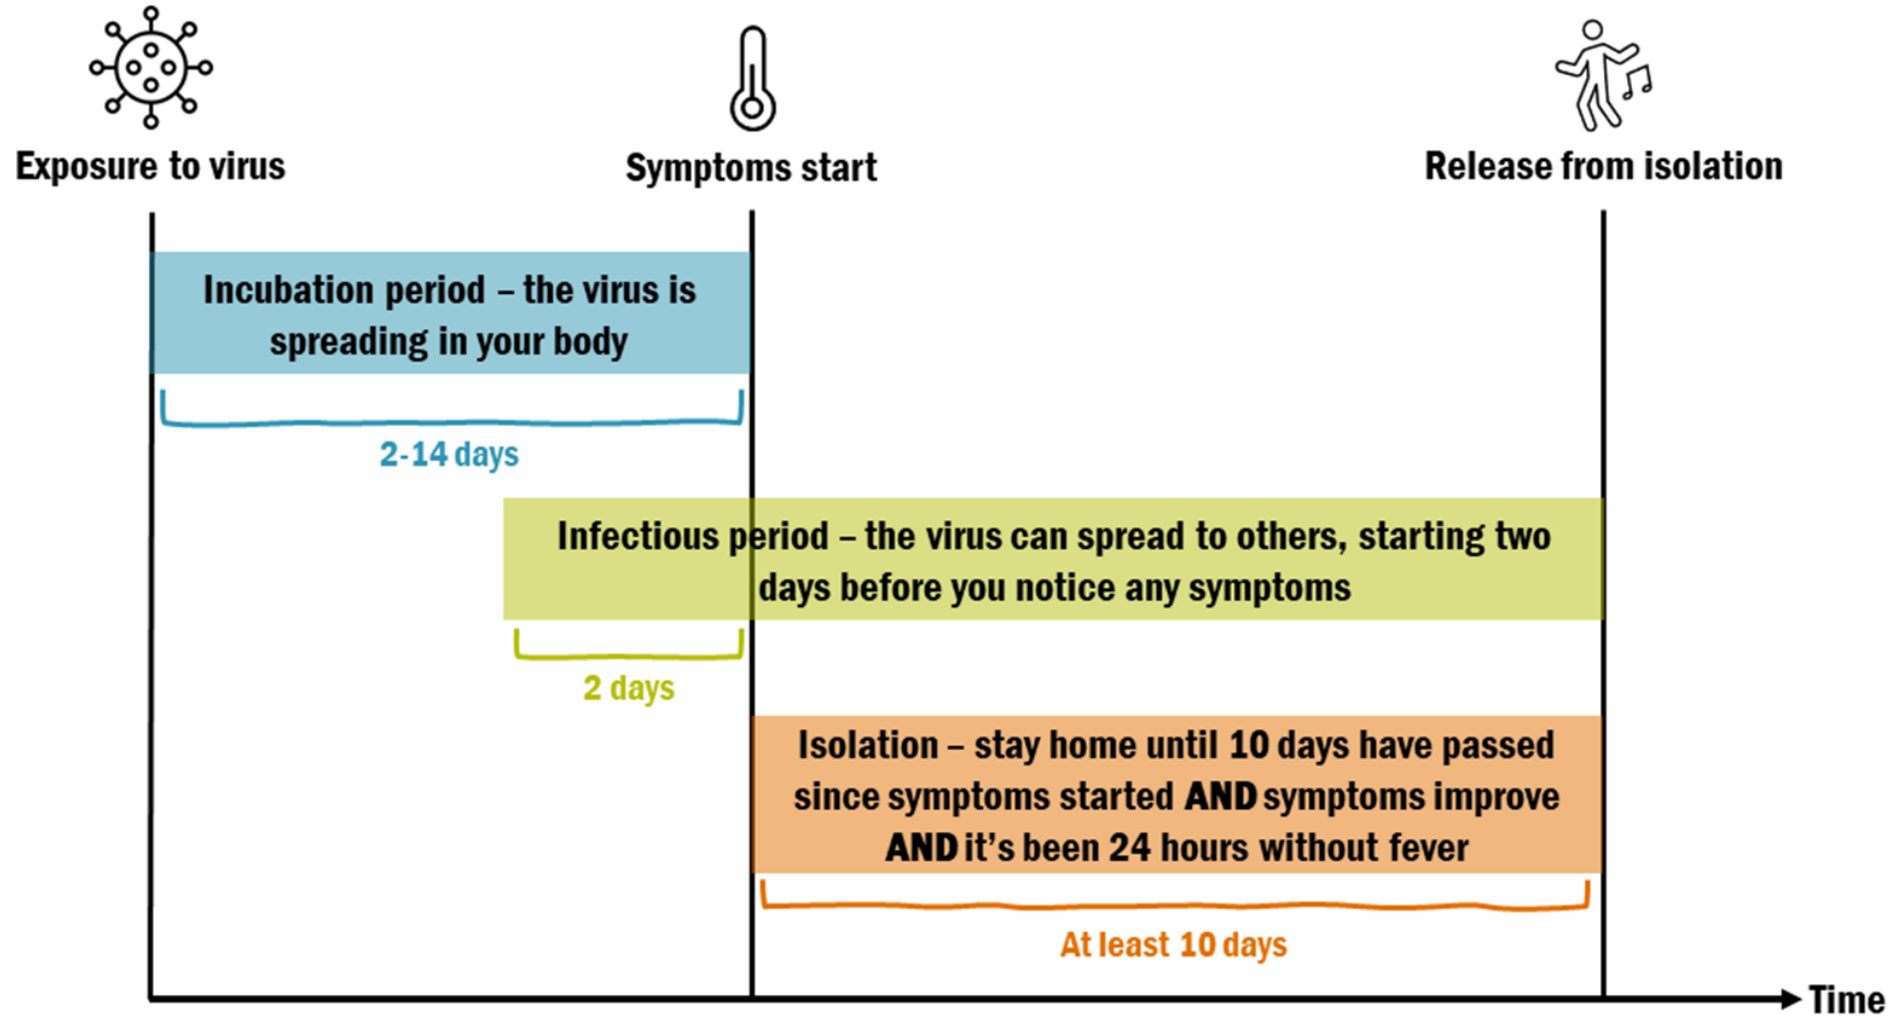 Exposure to virus
Symptoms start
Release from isolation
Incubation period – the virus is
spreading in your body
2-14 days
Infectious period – the virus can spread to others, starting two
days before you notice any symptoms
2 days
Isolation – stay home until 10 days have passed
since symptoms started AND symptoms improve
AND it’s been 24 hours without fever
At least 10 days
Time